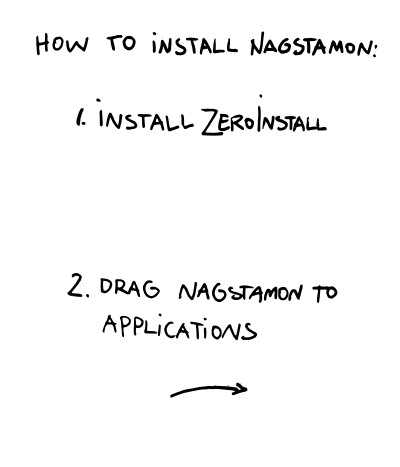 HOW TO INSTALL NAGSTAMON:
1. INSTALL ZEROINSTALL
2. DRAG NAGSTAMON TO
APPLICATIONS